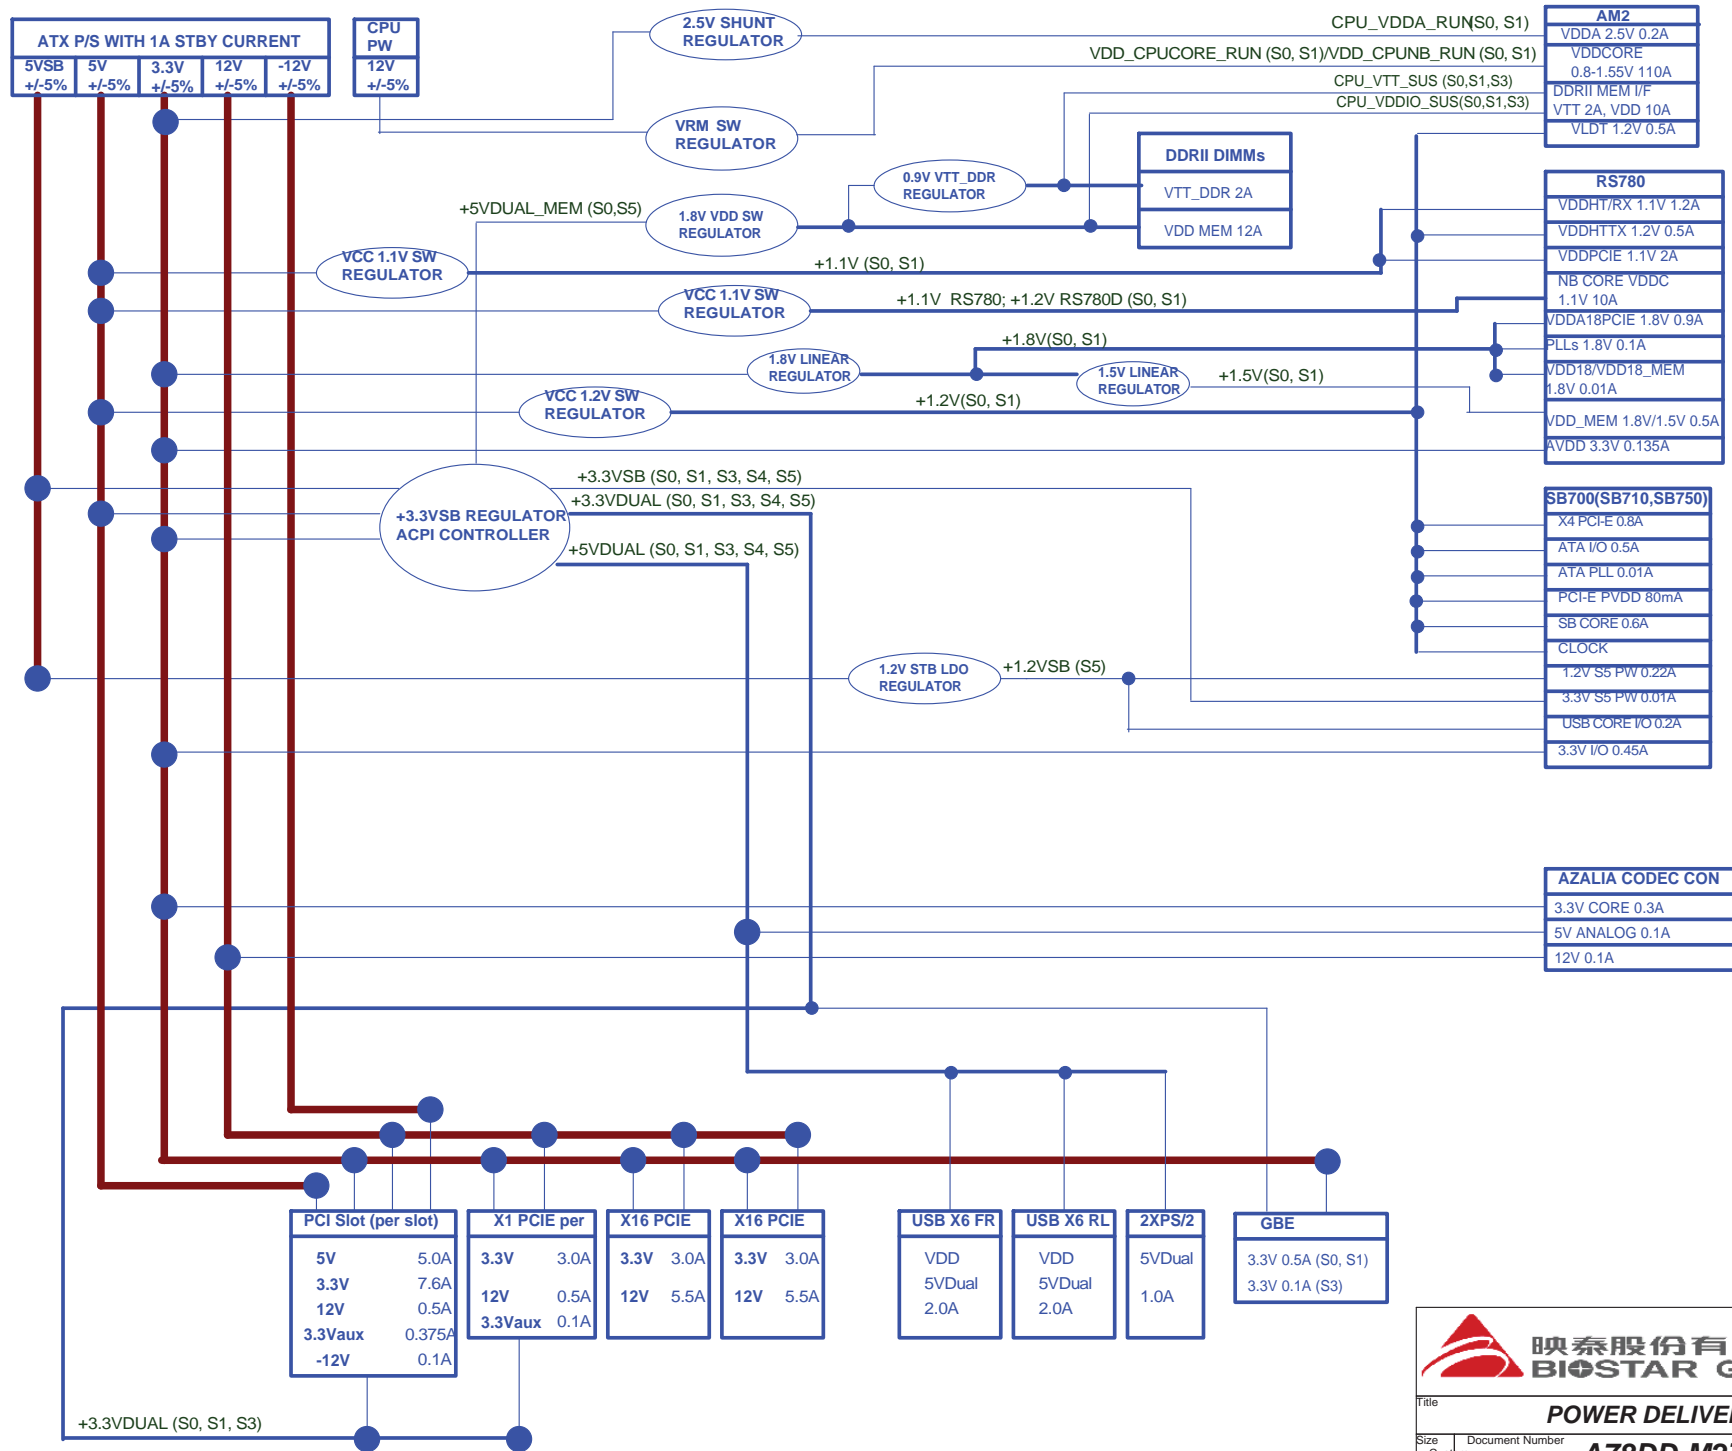 ATX P/S WITH 1A STBY CURRENT
5VSB +/-5%
5V +/-5%
3.3V +/-5%
12V +/-5%
-12V +/-5%
CPU PW
12V +/-5%
2.5V SHUNT REGULATOR
VRM SW REGULATOR
+5VDUAL_MEM (S0,S5)
1.8V VDD SW REGULATOR
0.9V VTT_DDR REGULATOR
CPU_VDDA_RUN(S0, S1)
VDD_CPUCORE_RUN (S0, S1)/VDD_CPUNB_RUN (S0, S1)
CPU_VTT_SUS (S0,S1,S3)
CPU_VDDIO_SUS(S0,S1,S3)
DDRII DIMMs
VTT_DDR 2A
VDD MEM 12A
AM2
VDDA 2.5V 0.2A
VDDCORE
0.8-1.55V 110A
DDRII MEM I/F
VTT 2A, VDD 10A
VLDT 1.2V 0.5A
VCC 1.1V SW REGULATOR
+1.1V (S0, S1)
VCC 1.1V SW REGULATOR
+1.1V RS780; +1.2V RS780D (S0, S1)
1.8V LINEAR REGULATOR
+1.8V(S0, S1)
1.5V LINEAR REGULATOR
+1.5V(S0, S1)
VCC 1.2V SW REGULATOR
+1.2V(S0, S1)
RS780
VDDHT/RX 1.1V 1.2A
VDDHTTX 1.2V 0.5A
VDDPCIE 1.1V 2A
NB CORE VDDC
1.1V 10A
VDDA18PCIE 1.8V 0.9A
PLLs 1.8V 0.1A
VDD18/VDD18_MEM
1.8V 0.01A
VDD_MEM 1.8V/1.5V 0.5A
AVDD 3.3V 0.135A
+3.3VSB REGULATOR
ACPI CONTROLLER
+3.3VSB (S0, S1, S3, S4, S5)
+3.3VDUAL (S0, S1, S3, S4, S5)
+5VDUAL (S0, S1, S3, S4, S5)
1.2V STB LDO REGULATOR
+1.2VSB (S5)
SB700(SB710,SB750)
X4 PCI-E 0.8A
ATA I/O 0.5A
ATA PLL 0.01A
PCI-E PVDD 80mA
SB CORE 0.6A
CLOCK
1.2V S5 PW 0.22A
3.3V S5 PW 0.01A
USB CORE I/O 0.2A
3.3V I/O 0.45A
AZALIA CODEC CON
3.3V CORE 0.3A
5V ANALOG 0.1A
12V 0.1A
PCI Slot (per slot)
5V 5.0A
3.3V 7.6A
12V 0.5A
3.3Vaux 0.375A
-12V 0.1A
X1 PCIE per
3.3V 3.0A
12V 0.5A
3.3Vaux 0.1A
X16 PCIE
3.3V 3.0A
12V 5.5A
X16 PCIE
3.3V 3.0A
12V 5.5A
USB X6 FR
VDD
5VDual
2.0A
USB X6 RL
VDD
5VDual
2.0A
2XPS/2
5VDual
1.0A
GBE
3.3V 0.5A (S0, S1)
3.3V 0.1A (S3)
+3.3VDUAL (S0, S1, S3)
映泰股份有
BIOSTAR G
Title
POWER DELIVE
Size
Document Number